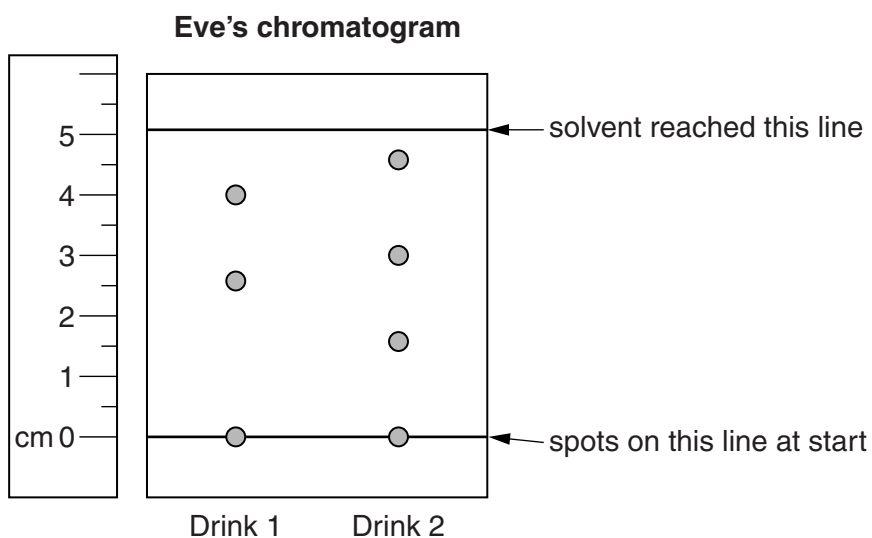 Eve's chromatogram
5
4
3
2
1
cm 0
solvent reached this line
spots on this line at start
Drink 1
Drink 2